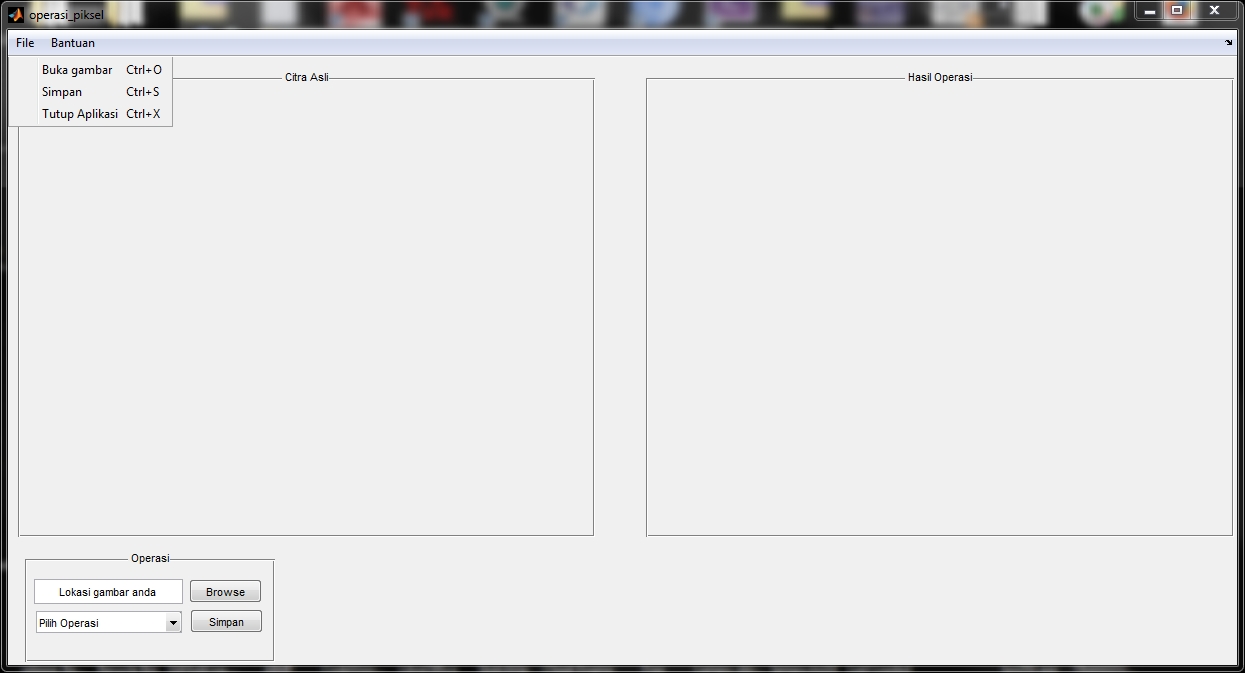 operasi_piksel
File Bantuan
Buka gambar Ctrl+O
Simpan Ctrl+S
Tutup Aplikasi Ctrl+X
Citra Asli
Hasil Operasi
Operasi
Lokasi gambar anda Browse
Pilih Operasi Simpan